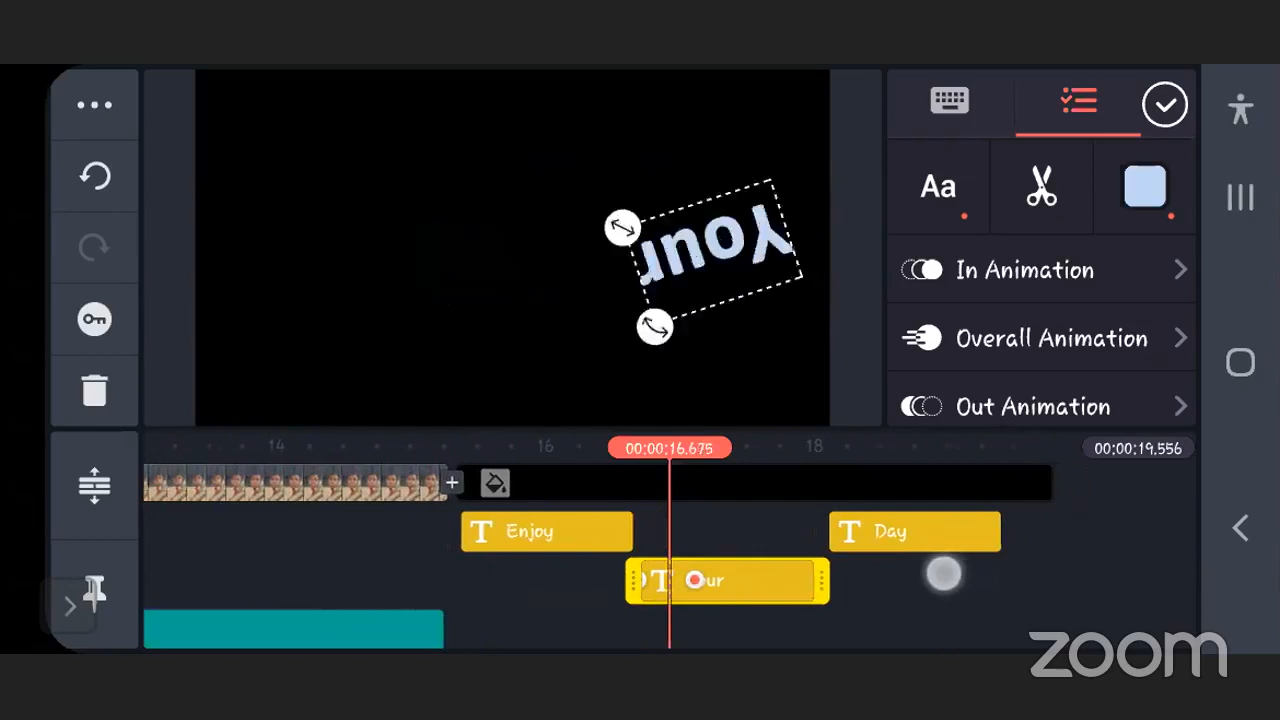 Your
Aa
In Animation
Overall Animation
Out Animation
14
16
00:00:16.675
18
00:00:19.556
Enjoy
Day
our
zoom